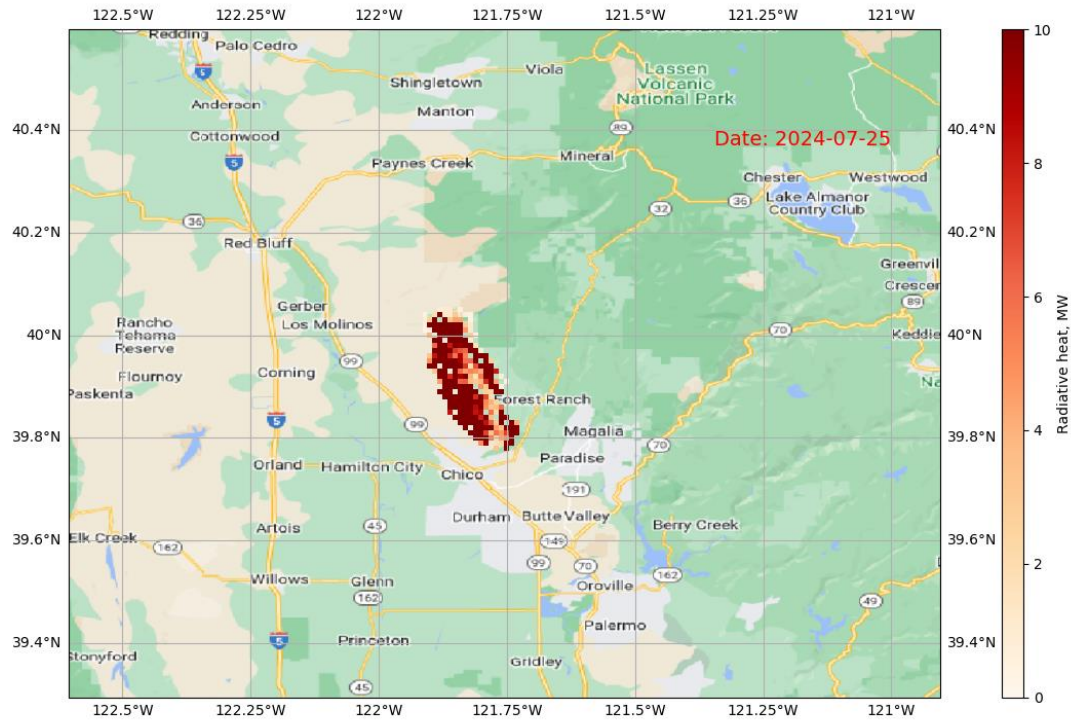 122.5°W 122.25°W 122°W 121.75°W 121.5°W 121.25°W 121°W
10
Redding
Palo Cedro
5
Shingletown
Viola
Lassen
Volcanic
National Park
Anderson
Manton
40.4°N
Cottonwood
89
Date: 2024-07-25
40.4°N
5
Paynes Creek
Mineral
8
Chester
Westwood
36
32
36
Lake Almanor
Country Club
40.2°N
Red Bluff
40.2°N
Greenvil
Crescer
6
Gerber
89
Rancho
Tehama
Reserve
Los Molinos
40°N
70
40°N
Keddie
99
Flournoy
Corning
Na
Paskenta
Forest Ranch
Radiative heat, MW
5
99
Magalia
4
39.8°N
70
39.8°N
Orland
Hamilton City
Paradise
Chico
191
Durham
Butte Valley
Artois
45
Berry Creek
Elk Creek
162
149
39.6°N
99
70
39.6°N
2
Willows
Glenn
162
Oroville
162
49
39.4°N
5
Princeton
Palermo
39.4°N
Stonyford
Gridley
45
0
122.5°W 122.25°W 122°W 121.75°W 121.5°W 121.25°W 121°W